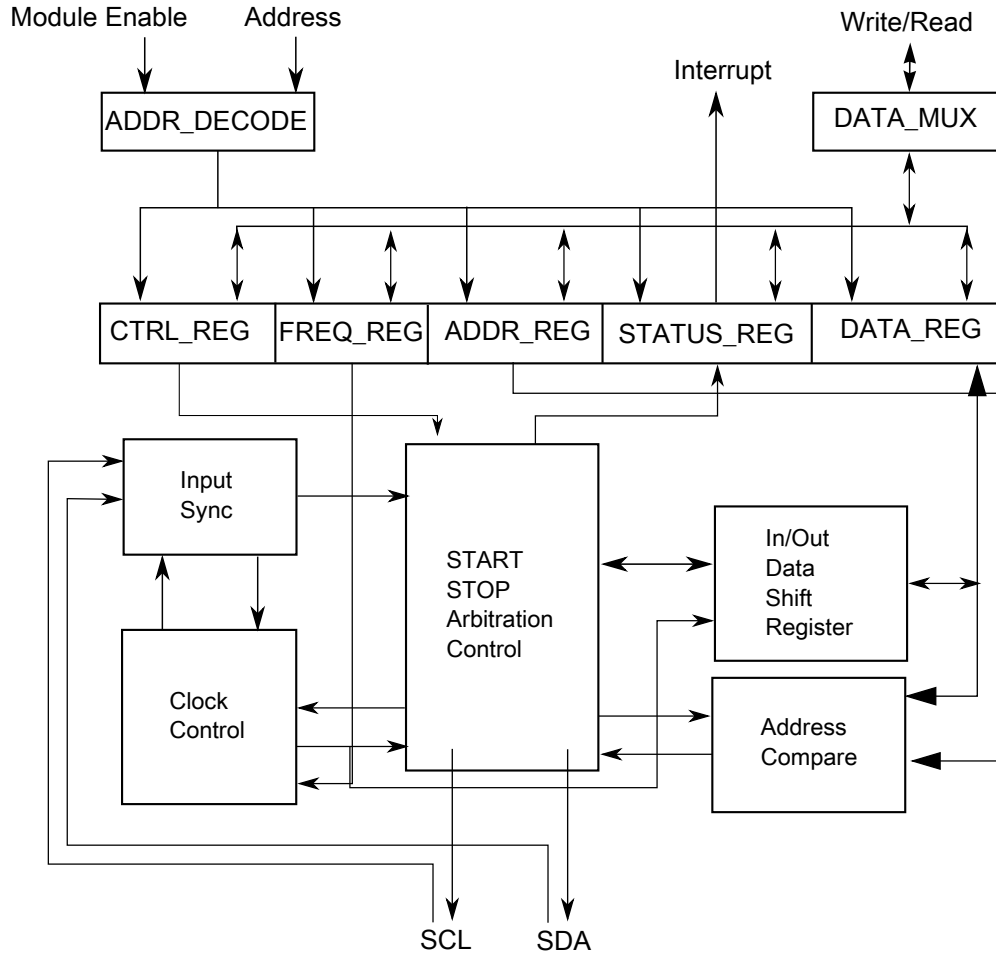 Module Enable
Address
Write/Read
Interrupt
ADDR_DECODE
DATA_MUX
CTRL_REG
FREQ_REG
ADDR_REG
STATUS_REG
DATA_REG
Input
Sync
START
STOP
Arbitration
Control
In/Out
Data
Shift
Register
Clock
Control
Address
Compare
SCL
SDA